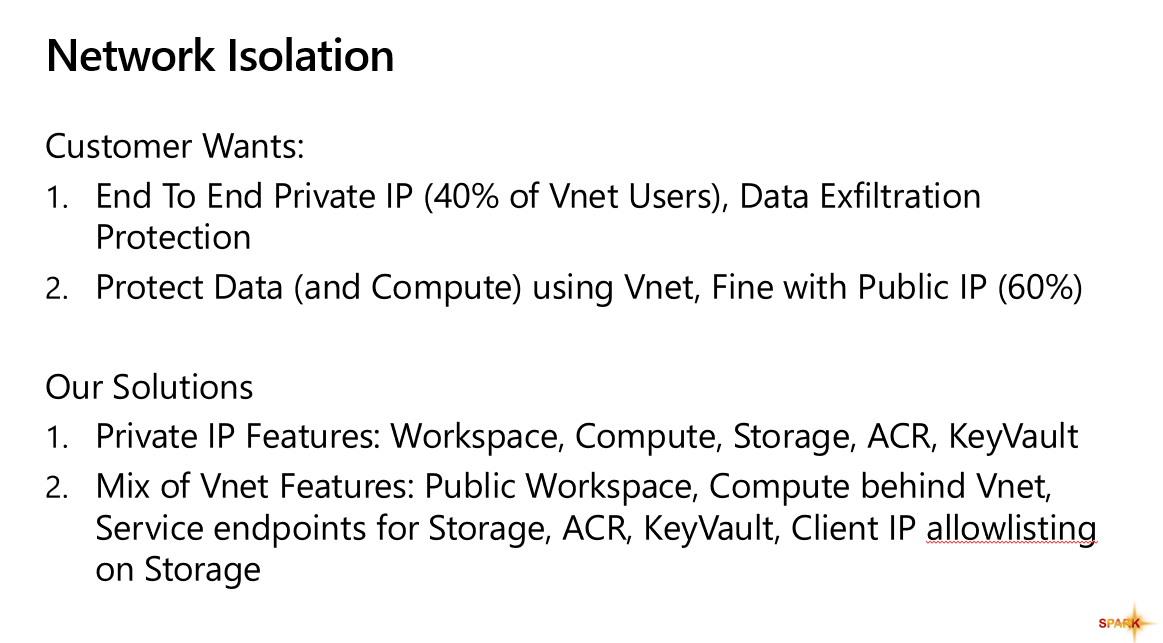 Network Isolation
Customer Wants:
1. End To End Private IP (40% of Vnet Users), Data Exfiltration
Protection
2. Protect Data (and Compute) using Vnet, Fine with Public IP (60%)
Our Solutions
1. Private IP Features: Workspace, Compute, Storage, ACR, KeyVault
2. Mix of Vnet Features: Public Workspace, Compute behind Vnet,
Service endpoints for Storage, ACR, KeyVault, Client IP allowlisting
on Storage
SPARK